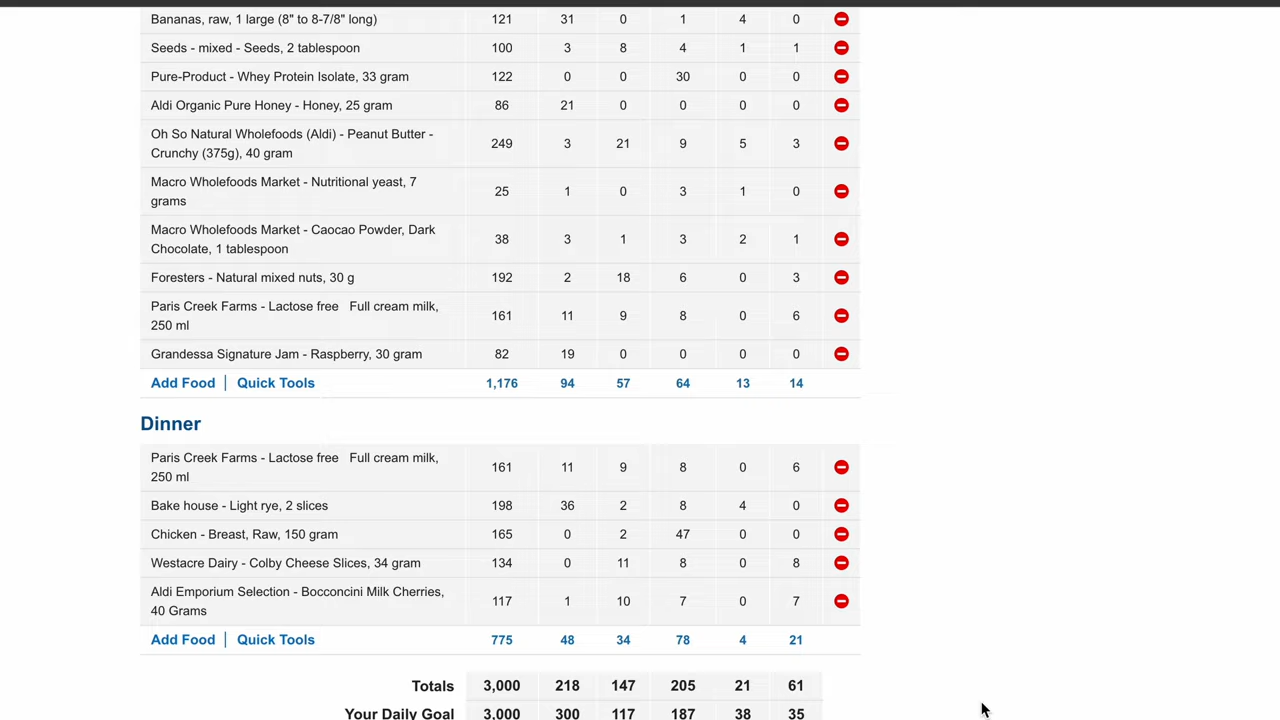 Bananas, raw, 1 large (8" to 8-7/8" long) 121 31 0 1 4 0
Seeds - mixed - Seeds, 2 tablespoon 100 3 8 4 1 1
Pure-Product - Whey Protein Isolate, 33 gram 122 0 0 30 0 0
Aldi Organic Pure Honey - Honey, 25 gram 86 21 0 0 0 0
Oh So Natural Wholefoods (Aldi) - Peanut Butter -
Crunchy (375g), 40 gram 249 3 21 9 5 3
Macro Wholefoods Market - Nutritional yeast, 7
grams 25 1 0 3 1 0
Macro Wholefoods Market - Caocao Powder, Dark
Chocolate, 1 tablespoon 38 3 1 3 2 1
Foresters - Natural mixed nuts, 30 g 192 2 18 6 0 3
Paris Creek Farms - Lactose free Full cream milk,
250 ml 161 11 9 8 0 6
Grandessa Signature Jam - Raspberry, 30 gram 82 19 0 0 0 0
Add Food | Quick Tools 1,176 94 57 64 13 14
Dinner
Paris Creek Farms - Lactose free Full cream milk,
250 ml 161 11 9 8 0 6
Bake house - Light rye, 2 slices 198 36 2 8 4 0
Chicken - Breast, Raw, 150 gram 165 0 2 47 0 0
Westacre Dairy - Colby Cheese Slices, 34 gram 134 0 11 8 0 8
Aldi Emporium Selection - Bocconcini Milk Cherries,
40 Grams 117 1 10 7 0 7
Add Food | Quick Tools 775 48 34 78 4 21
Totals 3,000 218 147 205 21 61
Your Daily Goal 3,000 300 117 187 38 35